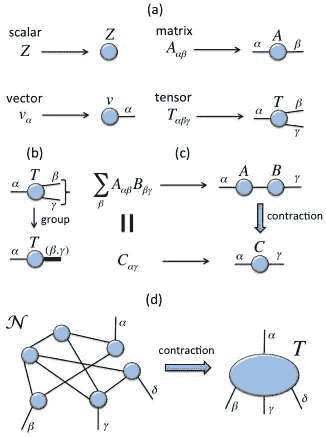 (a)
scalar Z matrix A
Z A_{αβ} α β
vector v tensor T
v_α α T_{αβγ} α β γ
(b) (c)
T A B
α β γ ∑_β A_{αβ}B_{βγ} α γ
group contraction
T C
α (β,γ) C_{αγ} α γ
(d)
𝒩 α α
contraction T
β γ δ β γ δ